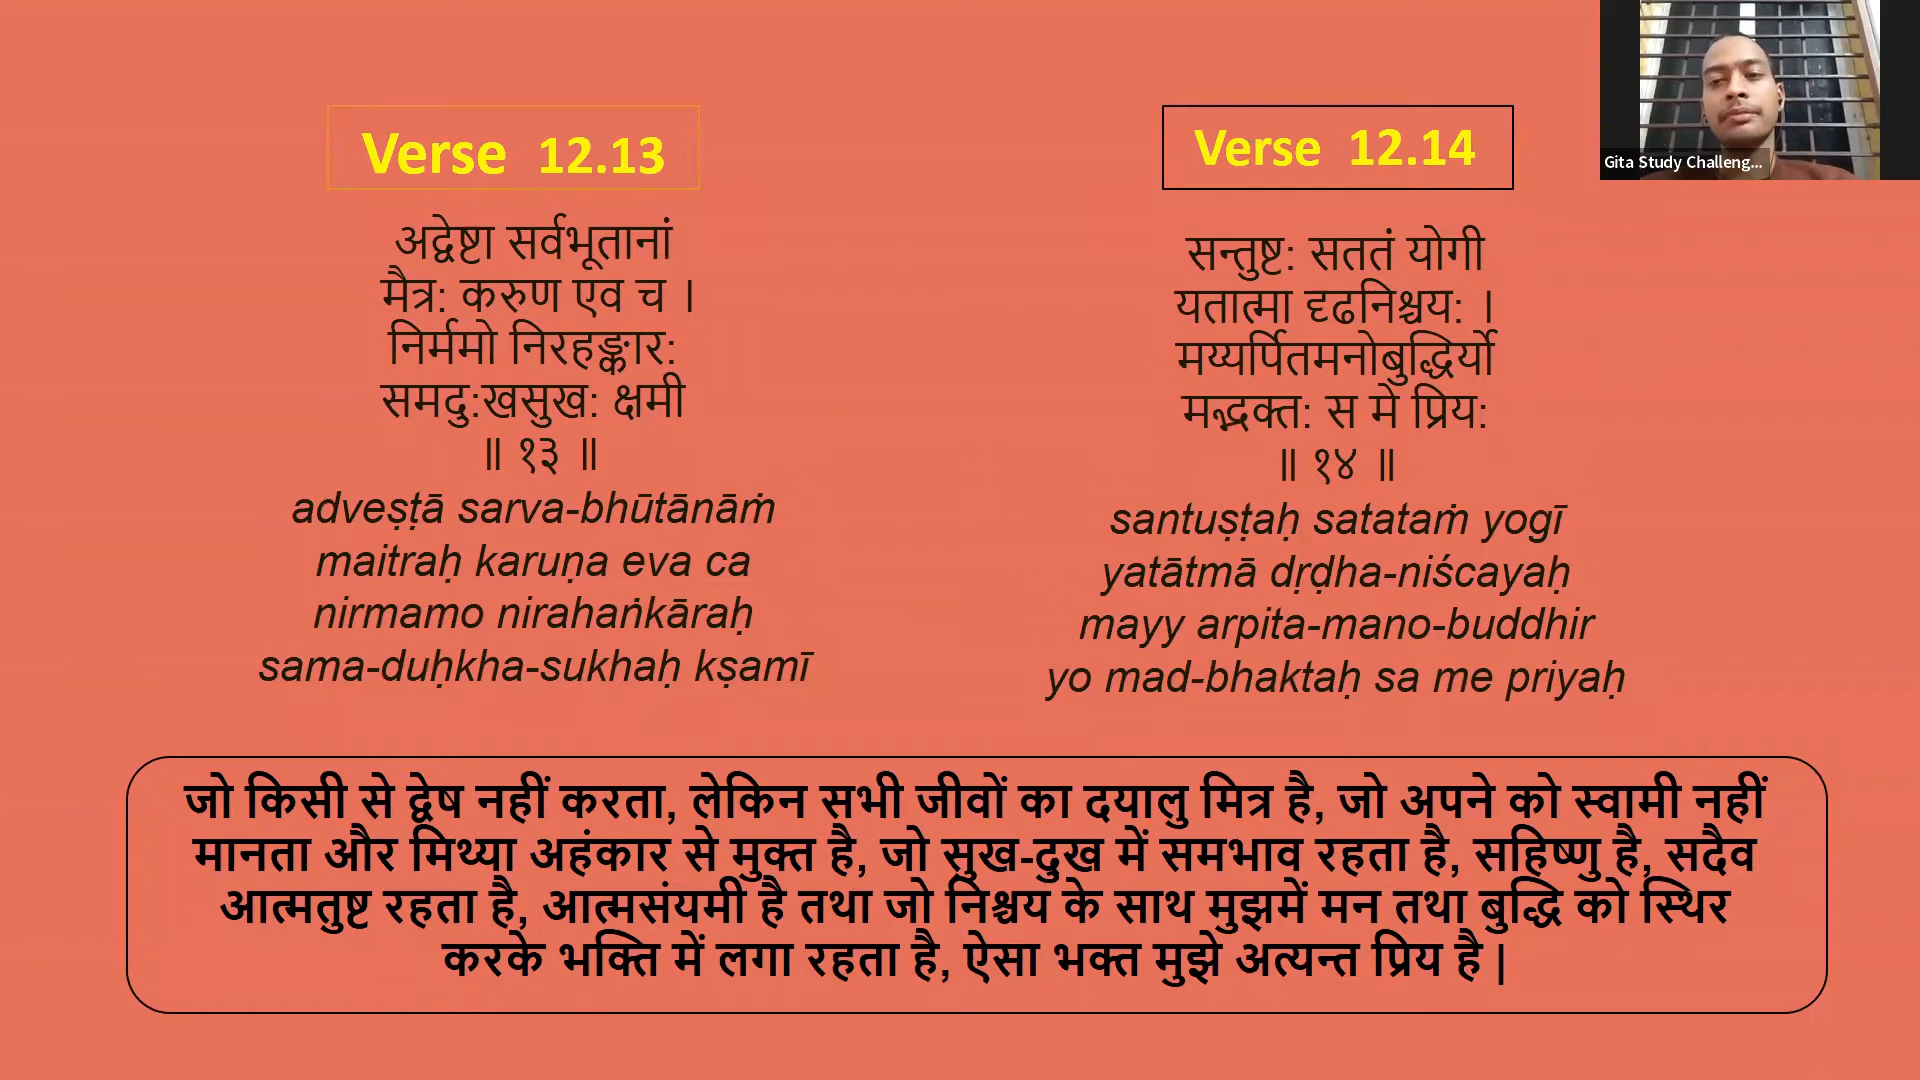 Verse 12.13
अद्वेष्टा सर्वभूतानां
मैत्र: करुण एव च ।
निर्ममो निरहङ्कार:
समदु:खसुख: क्षमी
॥ १३ ॥
adveṣṭā sarva-bhūtānāṁ
maitraḥ karuṇa eva ca
nirmamo nirahaṅkāraḥ
sama-duḥkha-sukhaḥ kṣamī
Verse 12.14
सन्तुष्ट: सततं योगी
यतात्मा दृढनिश्चय: ।
मय्यर्पितमनोबुद्धिर्यो
मद्भक्त: स मे प्रिय:
॥ १४ ॥
santuṣṭaḥ satataṁ yogī
yatātmā dṛḍha-niścayaḥ
mayy arpita-mano-buddhir
yo mad-bhaktaḥ sa me priyaḥ
Gita Study Challeng...
जो किसी से द्वेष नहीं करता, लेकिन सभी जीवों का दयालु मित्र है, जो अपने को स्वामी नहीं
मानता और मिथ्या अहंकार से मुक्त है, जो सुख-दुख में समभाव रहता है, सहिष्णु है, सदैव
आत्मतुष्ट रहता है, आत्मसंयमी है तथा जो निश्चय के साथ मुझमें मन तथा बुद्धि को स्थिर
करके भक्ति में लगा रहता है, ऐसा भक्त मुझे अत्यन्त प्रिय है |